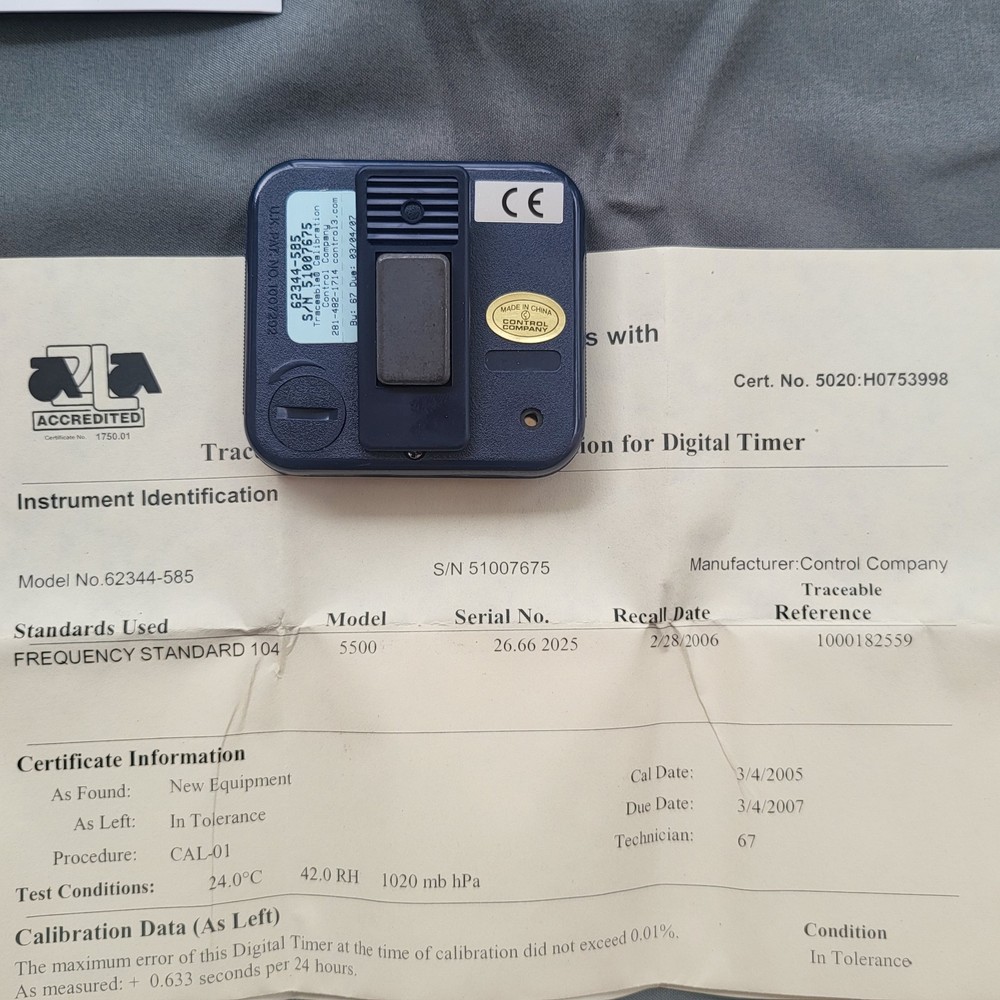 U.K. PAT. NO. 1007202
62344-585
S/N 51007675
Traceable® Calibration
Control Company
281-482-1714 control3.com
By: 67 Due: 03/04/07
CE
MADE IN CHINA
©
CONTROL
COMPANY
s with
A2LA
ACCREDITED
Certificate No. 1750.01
Cert. No. 5020:H0753998
Trac
ion for Digital Timer
Instrument Identification
Model No.62344-585 S/N 51007675 Manufacturer:Control Company
Traceable
Standards Used Model Serial No. Recall Date Reference
FREQUENCY STANDARD 104 5500 26.66 2025 2/28/2006 1000182559
Certificate Information
As Found: New Equipment Cal Date: 3/4/2005
As Left: In Tolerance Due Date: 3/4/2007
Procedure: CAL-01 Technician: 67
Test Conditions: 24.0°C 42.0 RH 1020 mb hPa
Calibration Data (As Left) Condition
The maximum error of this Digital Timer at the time of calibration did not exceed 0.01%. In Tolerance
As measured: + 0.633 seconds per 24 hours.